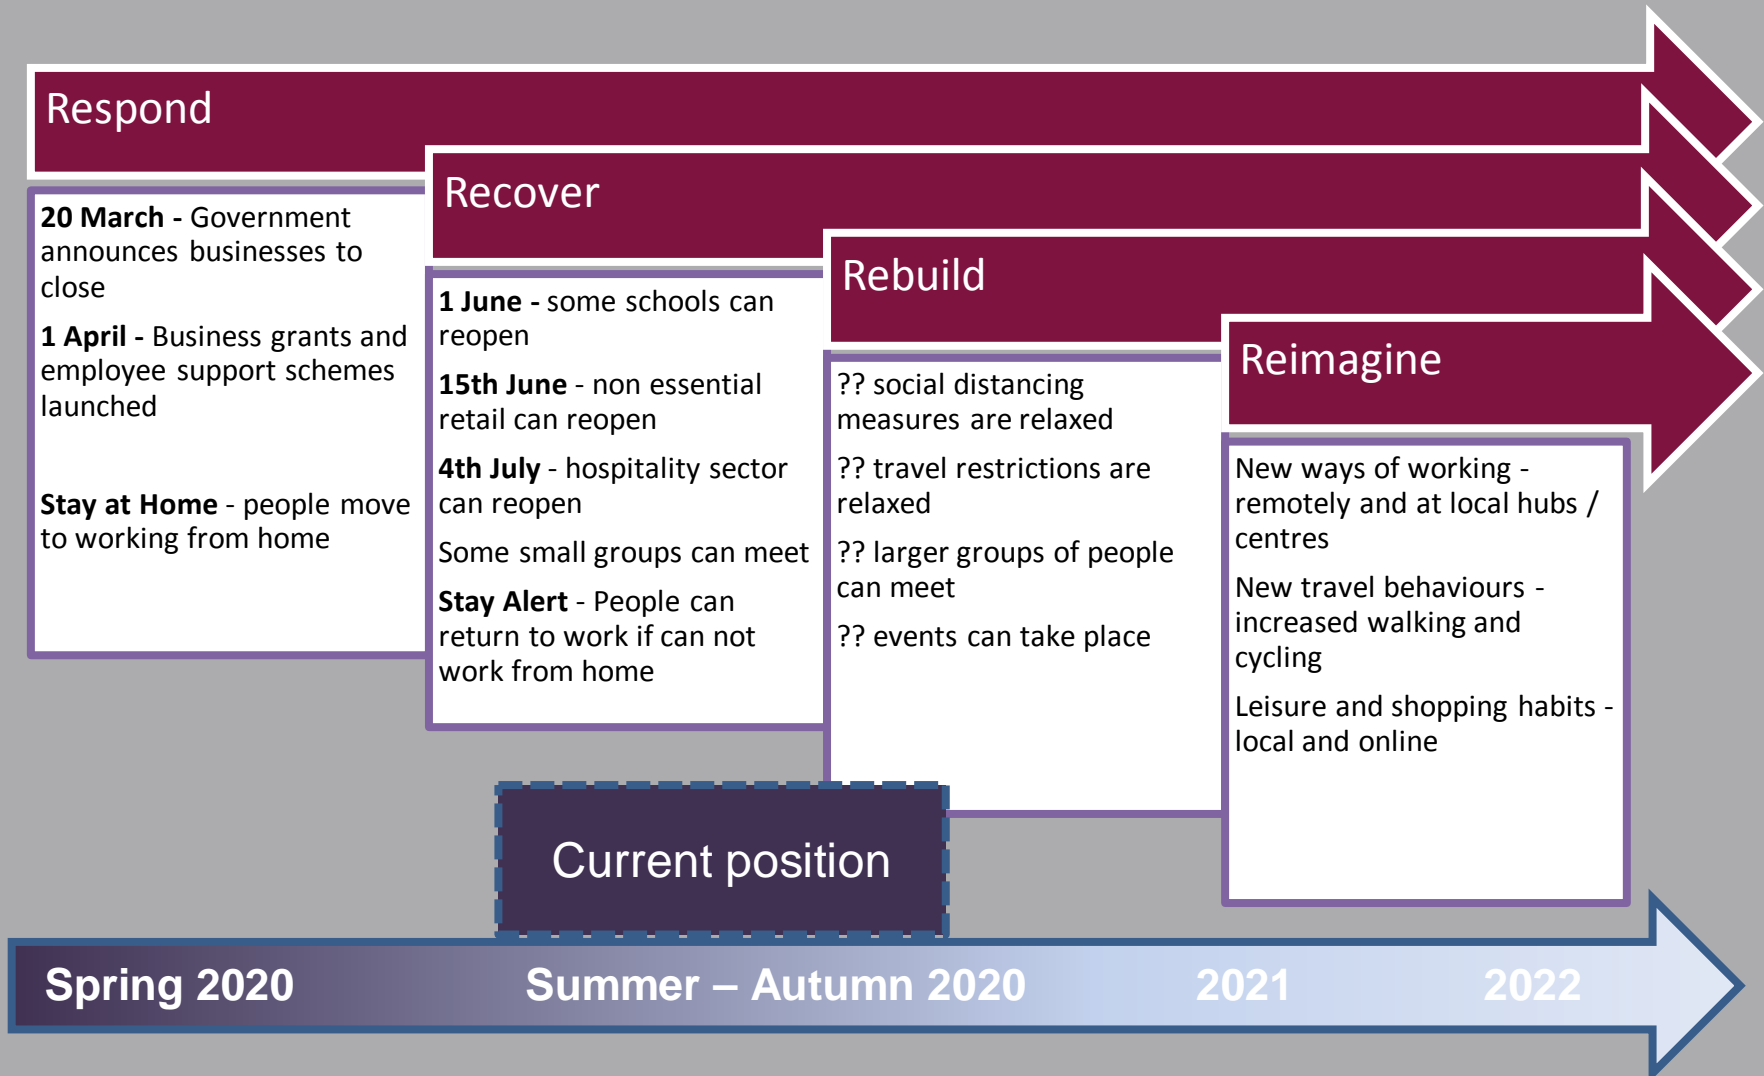 Respond
20 March - Government
announces businesses to
close
1 April - Business grants and
employee support schemes
launched
Stay at Home - people move
to working from home
Recover
1 June - some schools can
reopen
15th June - non essential
retail can reopen
4th July - hospitality sector
can reopen
Some small groups can meet
Stay Alert - People can
return to work if can not
work from home
Rebuild
?? social distancing
measures are relaxed
?? travel restrictions are
relaxed
?? larger groups of people
can meet
?? events can take place
Reimagine
New ways of working -
remotely and at local hubs /
centres
New travel behaviours -
increased walking and
cycling
Leisure and shopping habits -
local and online
Current position
Spring 2020
Summer – Autumn 2020
2021
2022